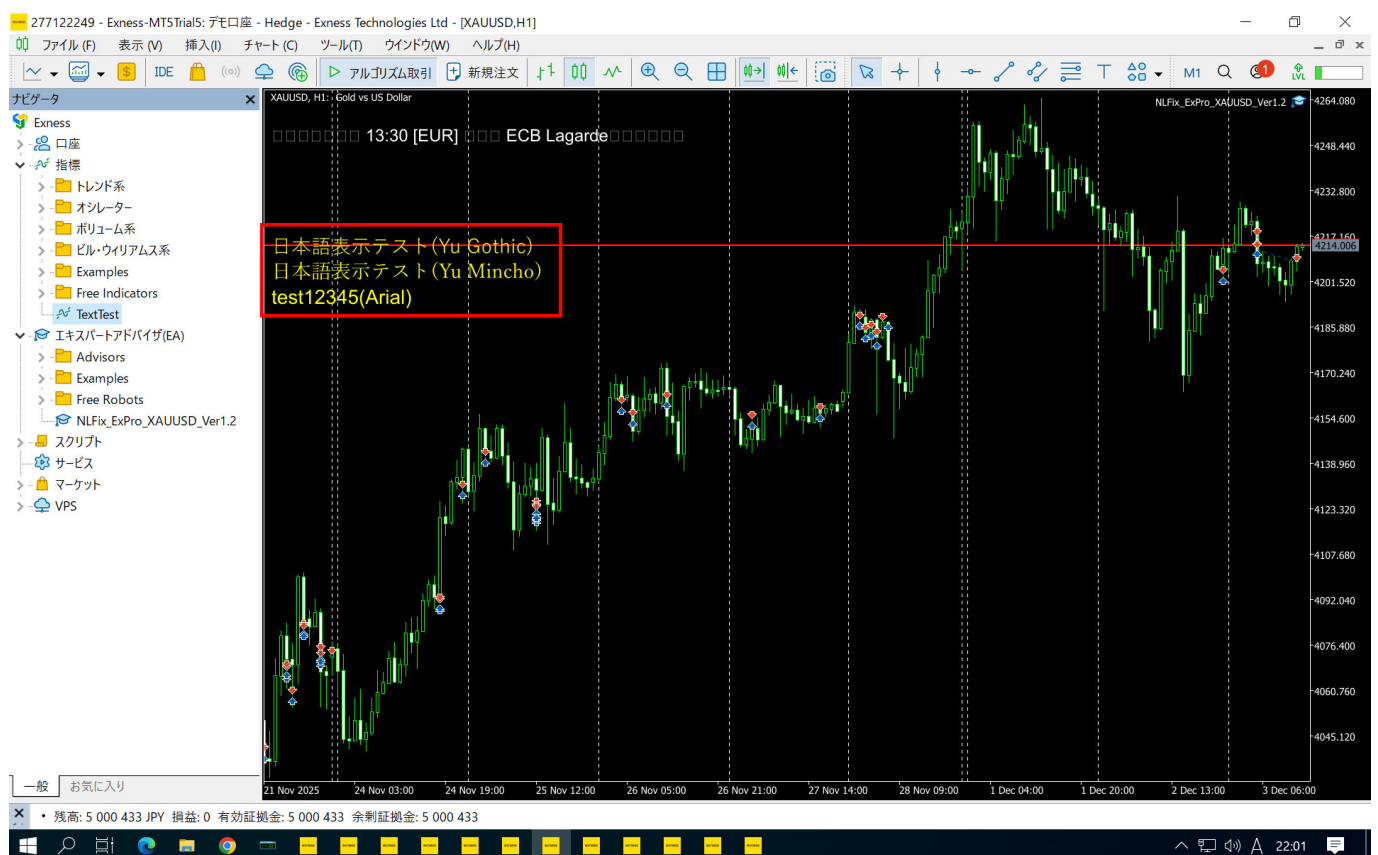 277122249 - Exness-MT5Trial5: デモ口座 - Hedge - Exness Technologies Ltd - [XAUUSD,H1]
ファイル (F) 表示 (V) 挿入(I) チャート (C) ツール(T) ウインドウ(W) ヘルプ(H)
IDE アルゴリズム取引 新規注文 M1 1 LVL
ナビゲータ
Exness
口座
指標
トレンド系
オシレーター
ボリューム系
ビル・ウィリアムス系
Examples
Free Indicators
TextTest
エキスパートアドバイザ(EA)
Advisors
Examples
Free Robots
NLFix_ExPro_XAUUSD_Ver1.2
スクリプト
サービス
マーケット
VPS
一般 お気に入り
XAUUSD, H1: Gold vs US Dollar
NLFix_ExPro_XAUUSD_Ver1.2
□□□□□□□ 13:30 [EUR] □□□ ECB Lagarde□□□□□□
日本語表示テスト(Yu Gothic)
日本語表示テスト(Yu Mincho)
test12345(Arial)
4264.080
4248.440
4232.800
4217.160
4214.006
4201.520
4185.880
4170.240
4154.600
4138.960
4123.320
4107.680
4092.040
4076.400
4060.760
4045.120
21 Nov 2025 24 Nov 03:00 24 Nov 19:00 25 Nov 12:00 26 Nov 05:00 26 Nov 21:00 27 Nov 14:00 28 Nov 09:00 1 Dec 04:00 1 Dec 20:00 2 Dec 13:00 3 Dec 06:00
• 残高: 5 000 433 JPY 損益: 0 有効証拠金: 5 000 433 余剰証拠金: 5 000 433
A 22:01